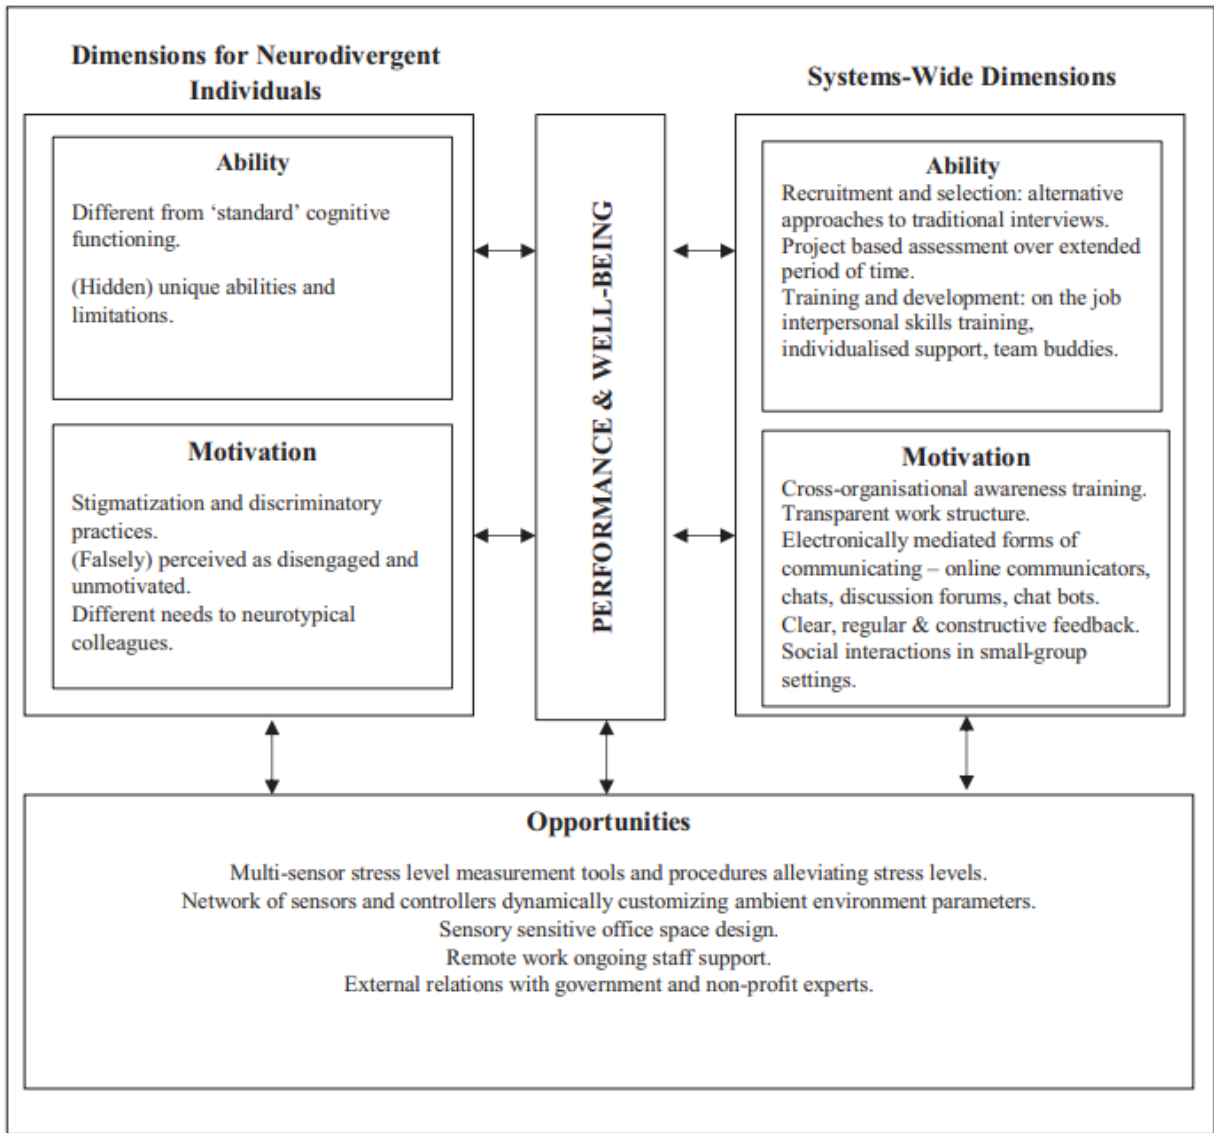 Dimensions for Neurodivergent
Individuals
Ability
Different from ‘standard’ cognitive
functioning.
(Hidden) unique abilities and
limitations.
Motivation
Stigmatization and discriminatory
practices.
(Falsely) perceived as disengaged and
unmotivated.
Different needs to neurotypical
colleagues.
PERFORMANCE & WELL-BEING
Systems-Wide Dimensions
Ability
Recruitment and selection: alternative
approaches to traditional interviews.
Project based assessment over extended
period of time.
Training and development: on the job
interpersonal skills training,
individualised support, team buddies.
Motivation
Cross-organisational awareness training.
Transparent work structure.
Electronically mediated forms of
communicating – online communicators,
chats, discussion forums, chat bots.
Clear, regular & constructive feedback.
Social interactions in small-group
settings.
Opportunities
Multi-sensor stress level measurement tools and procedures alleviating stress levels.
Network of sensors and controllers dynamically customizing ambient environment parameters.
Sensory sensitive office space design.
Remote work ongoing staff support.
External relations with government and non-profit experts.